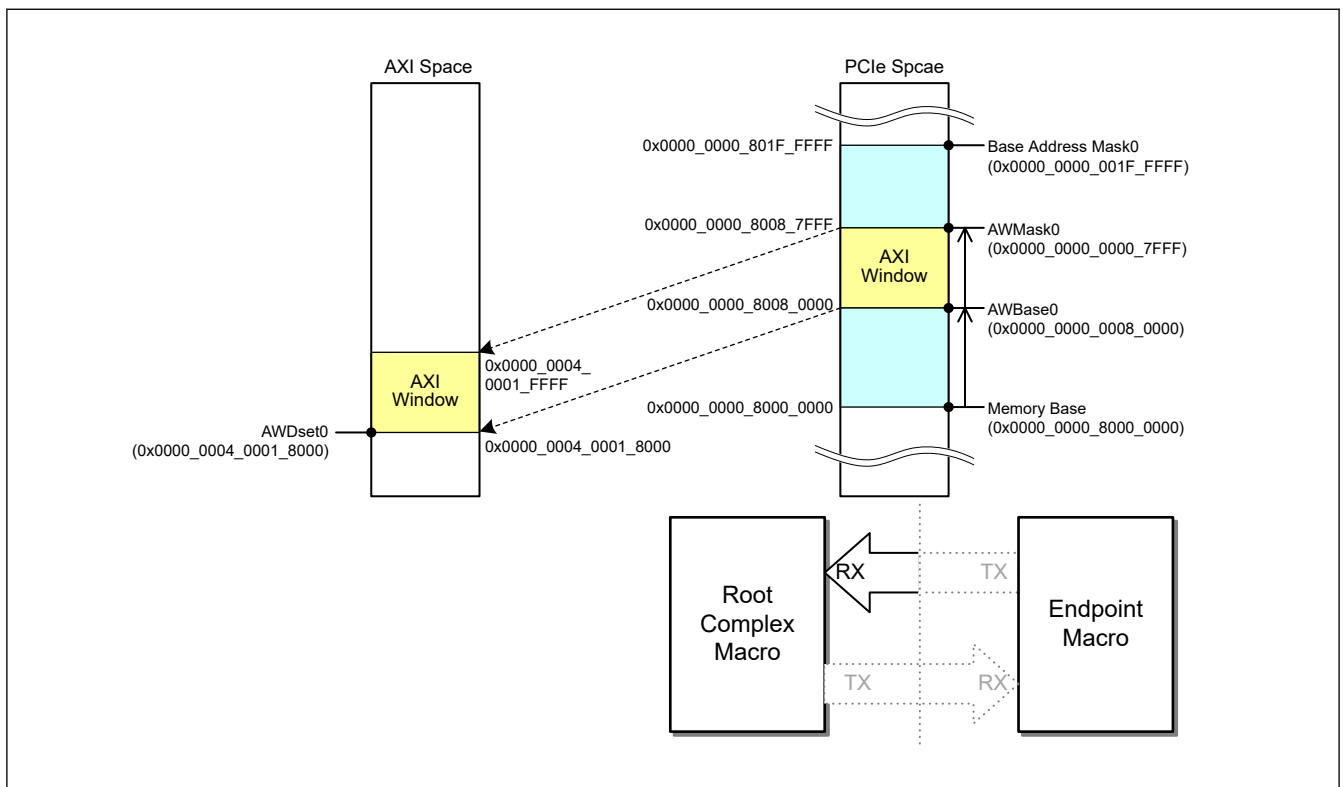 AXI Space
PCIe Spcae
0x0000_0000_801F_FFFF
Base Address Mask0
(0x0000_0000_001F_FFFF)
0x0000_0000_8008_7FFF
AWMask0
(0x0000_0000_0000_7FFF)
AXI
Window
0x0000_0000_8008_0000
AWBase0
(0x0000_0000_0008_0000)
0x0000_0004_
0001_FFFF
AXI
Window
0x0000_0000_8000_0000
Memory Base
(0x0000_0000_8000_0000)
AWDset0
(0x0000_0004_0001_8000)
0x0000_0004_0001_8000
RX
TX
Root
Complex
Macro
Endpoint
Macro
TX
RX